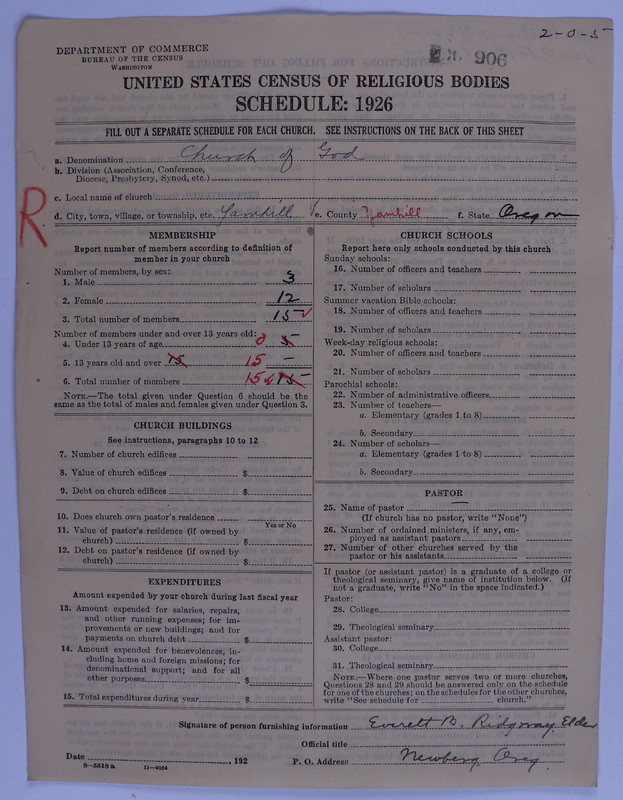 2-0-5
906
DEPARTMENT OF COMMERCE
BUREAU OF THE CENSUS
WASHINGTON
UNITED STATES CENSUS OF RELIGIOUS BODIES
SCHEDULE: 1926
FILL OUT A SEPARATE SCHEDULE FOR EACH CHURCH. SEE INSTRUCTIONS ON THE BACK OF THIS SHEET
a. Denomination Church of God
b. Division (Association, Conference,
Diocese, Presbytery, Synod, etc.)
c. Local name of church
R
d. City, town, village, or township, etc. Yamhill e. County Yamhill f. State Oregon
MEMBERSHIP
Report number of members according to definition of
member in your church
Number of members, by sex:
1. Male 3
2. Female 12
3. Total number of members 15
Number of members under and over 13 years old:
4. Under 13 years of age 0
5. 13 years old and over 15 15 —
6. Total number of members 15 15
NOTE.—The total given under Question 6 should be the
same as the total of males and females given under Question 3.
CHURCH BUILDINGS
See instructions, paragraphs 10 to 12
7. Number of church edifices
8. Value of church edifices $
9. Debt on church edifices $
10. Does church own pastor's residence
Yes or No
11. Value of pastor's residence (if owned by
church) $
12. Debt on pastor's residence (if owned by
church) $
EXPENDITURES
Amount expended by your church during last fiscal year
13. Amount expended for salaries, repairs,
and other running expenses; for im-
provements or new buildings; and for
payments on church debt $
14. Amount expended for benevolences, in-
cluding home and foreign missions; for
denominational support; and for all
other purposes $
15. Total expenditures during year $
CHURCH SCHOOLS
Report here only schools conducted by this church
Sunday schools:
16. Number of officers and teachers
17. Number of scholars
Summer vacation Bible schools:
18. Number of officers and teachers
19. Number of scholars
Week-day religious schools:
20. Number of officers and teachers
21. Number of scholars
Parochial schools:
22. Number of administrative officers
23. Number of teachers—
a. Elementary (grades 1 to 8)
b. Secondary
24. Number of scholars—
a. Elementary (grades 1 to 8)
b. Secondary
PASTOR
25. Name of pastor —
(If church has no pastor, write "None")
26. Number of ordained ministers, if any, em-
ployed as assistant pastors
27. Number of other churches served by the
pastor or his assistants
If pastor (or assistant pastor) is a graduate of a college or
theological seminary, give name of institution below. (If
not a graduate, write "No" in the space indicated.)
Pastor:
28. College
29. Theological seminary
Assistant pastor:
30. College
31. Theological seminary
NOTE.—Where one pastor serves two or more churches,
Questions 28 and 29 should be answered only on the schedule
for one of the churches; on the schedules for the other churches,
write "See schedule for church."
Signature of person furnishing information Everett B. Ridgway, Elder
Official title
Date , 192 P. O. Address Newberg Oreg.
8—5518a 11—9084